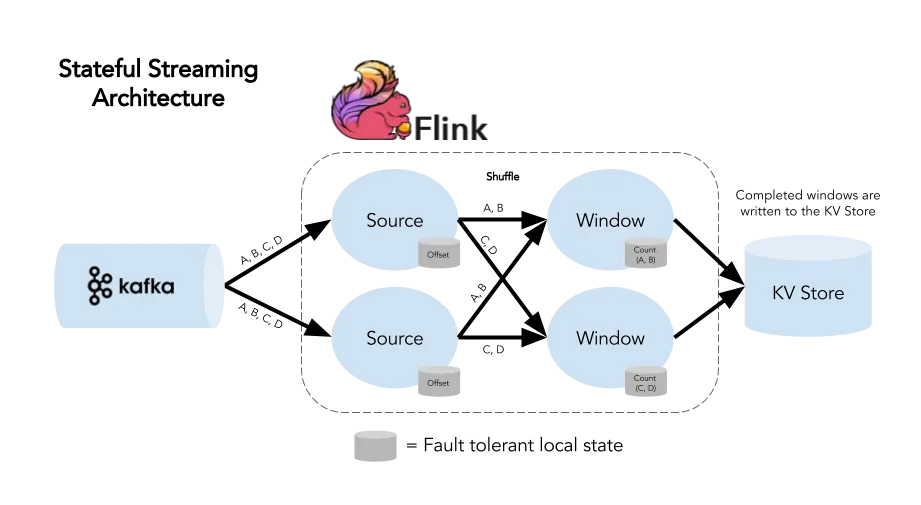 Stateful Streaming
Architecture
Flink
Shuffle
Completed windows are
written to the KV Store
A, B, C, D
Source
Offset
A, B
C, D
Window
Count
(A, B)
kafka
KV Store
A, B, C, D
Source
Offset
A, B
C, D
Window
Count
(C, D)
= Fault tolerant local state